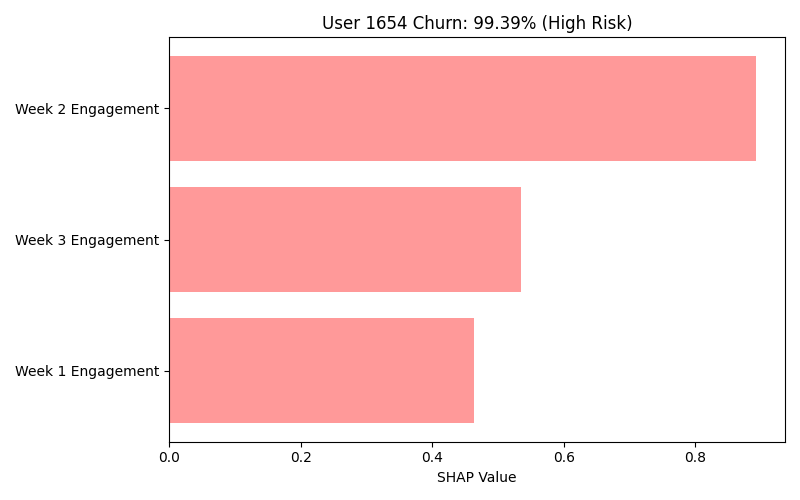 User 1654 Churn: 99.39% (High Risk)
Week 2 Engagement
Week 3 Engagement
Week 1 Engagement
0.0 0.2 0.4 0.6 0.8
SHAP Value